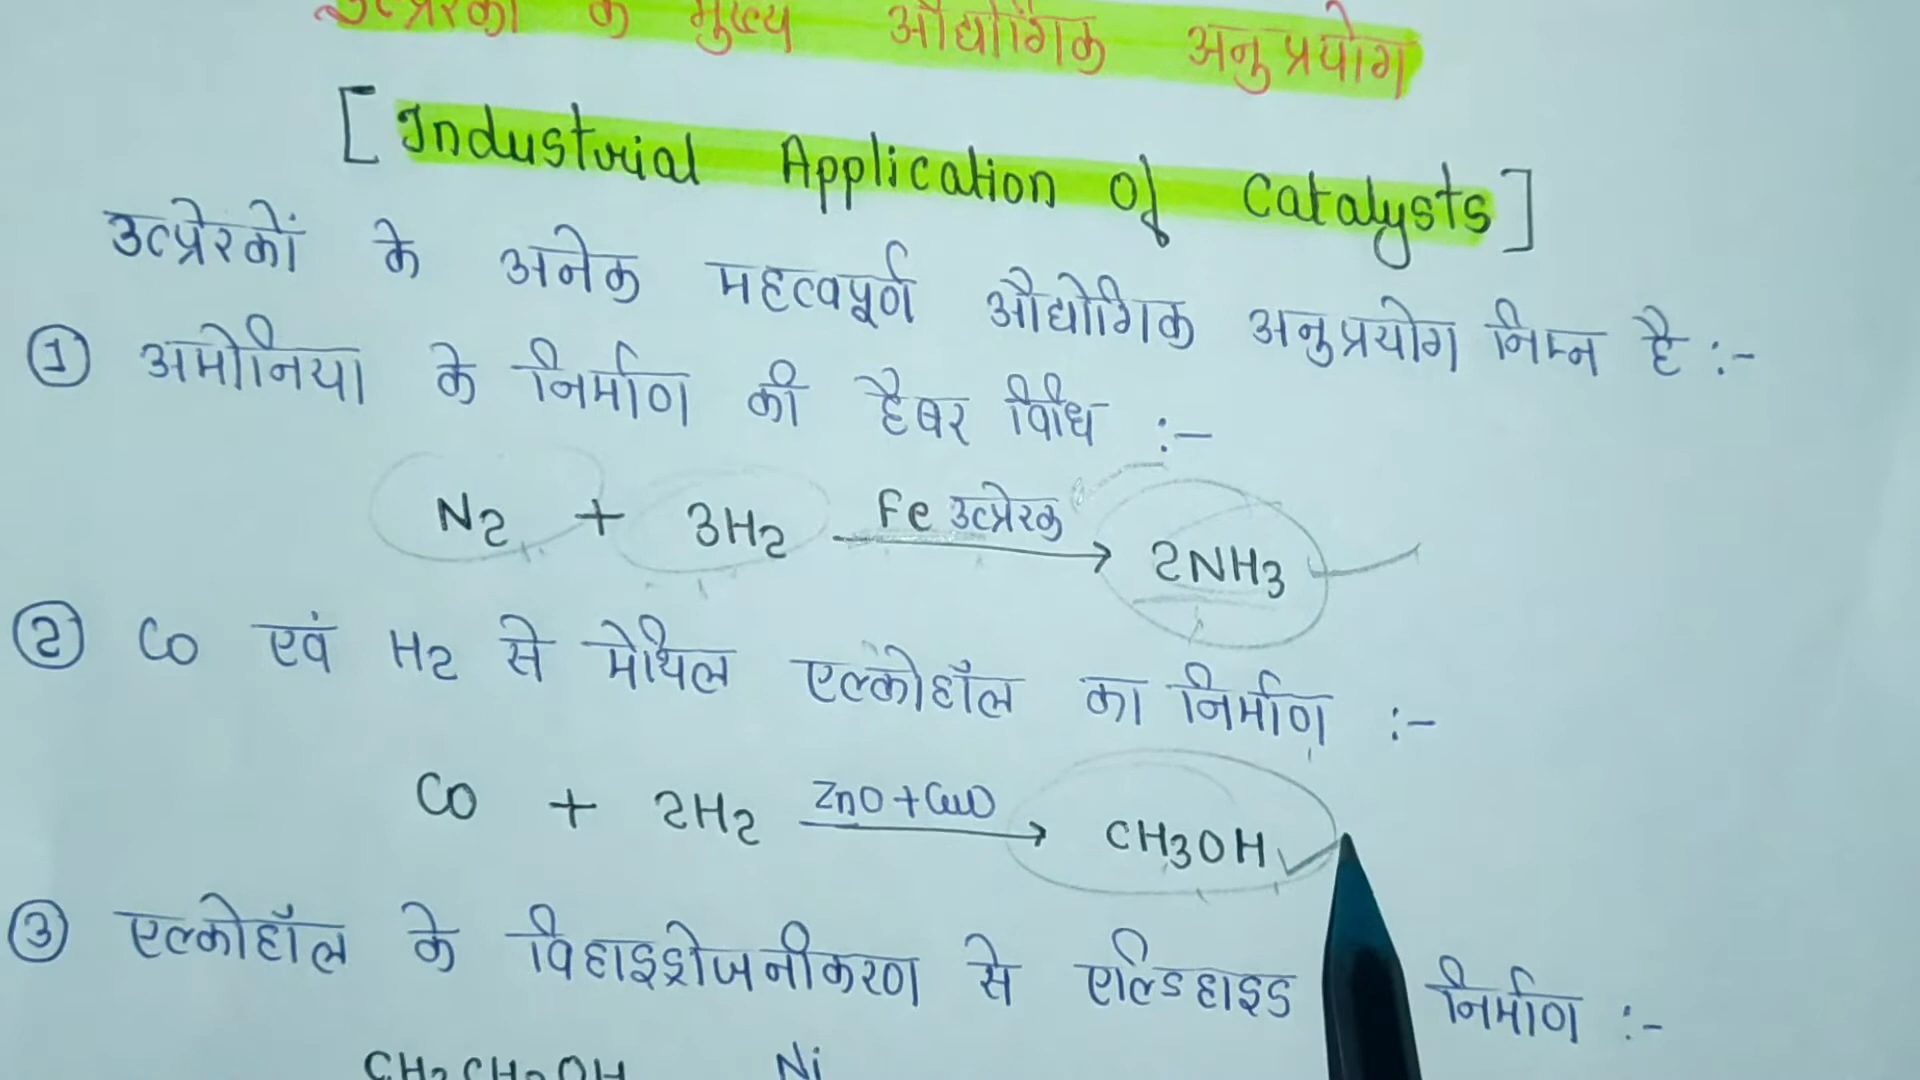 उत्प्रेरकों के मुख्य औद्योगिक अनुप्रयोग
[Industrial Application of Catalysts]
उत्प्रेरकों के अनेक महत्वपूर्ण औद्योगिक अनुप्रयोग निम्न है :-
① अमोनिया के निर्माण की हैबर विधि :-
N2 + 3H2 Fe उत्प्रेरक → 2NH3
② CO एवं H2 से मेथिल एल्कोहॉल का निर्माण :-
CO + 2H2 ZnO+CuO → CH3OH
③ एल्कोहॉल के विहाइड्रोजनीकरण से एल्डिहाइड निर्माण :-
CH3CH2OH Ni